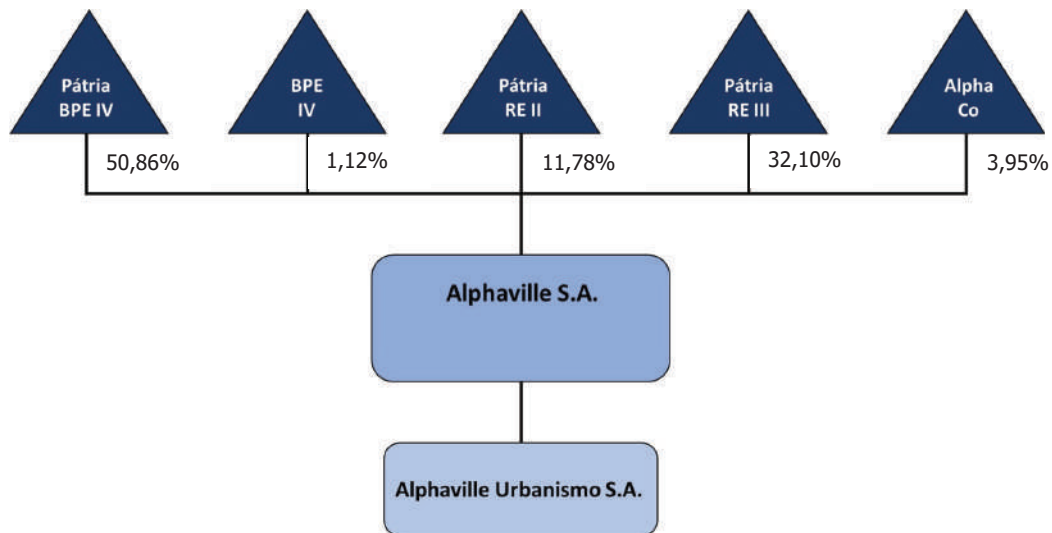 Pátria
BPE IV
BPE
IV
Pátria
RE II
Pátria
RE III
Alpha
Co
50,86%
1,12%
11,78%
32,10%
3,95%
Alphaville S.A.
Alphaville Urbanismo S.A.